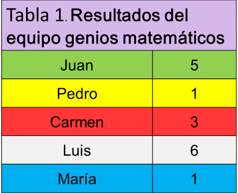 Tabla 1. Resultados del
equipo genios matemáticos
Juan 5
Pedro 1
Carmen 3
Luis 6
María 1